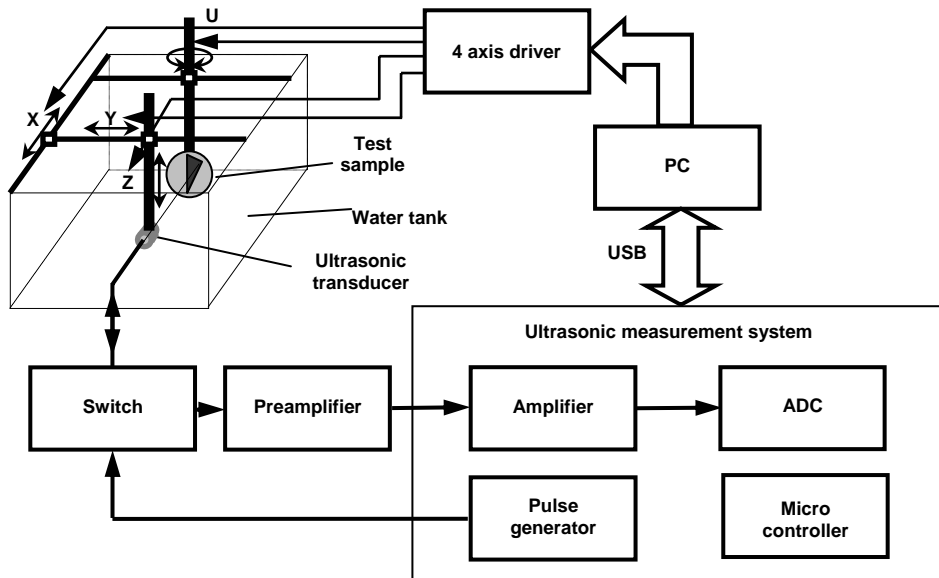 U
4 axis driver
X
Y
Z
Test
sample
PC
Water tank
USB
Ultrasonic
transducer
Ultrasonic measurement system
Switch
Preamplifier
Amplifier
ADC
Pulse
generator
Micro
controller